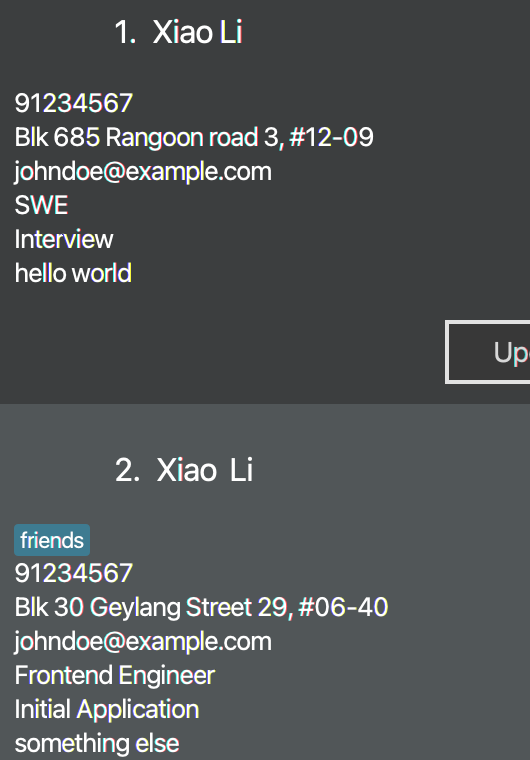 1. Xiao Li
91234567
Blk 685 Rangoon road 3, #12-09
johndoe@example.com
SWE
Interview
hello world
Up
2. Xiao  Li
friends
91234567
Blk 30 Geylang Street 29, #06-40
johndoe@example.com
Frontend Engineer
Initial Application
something else